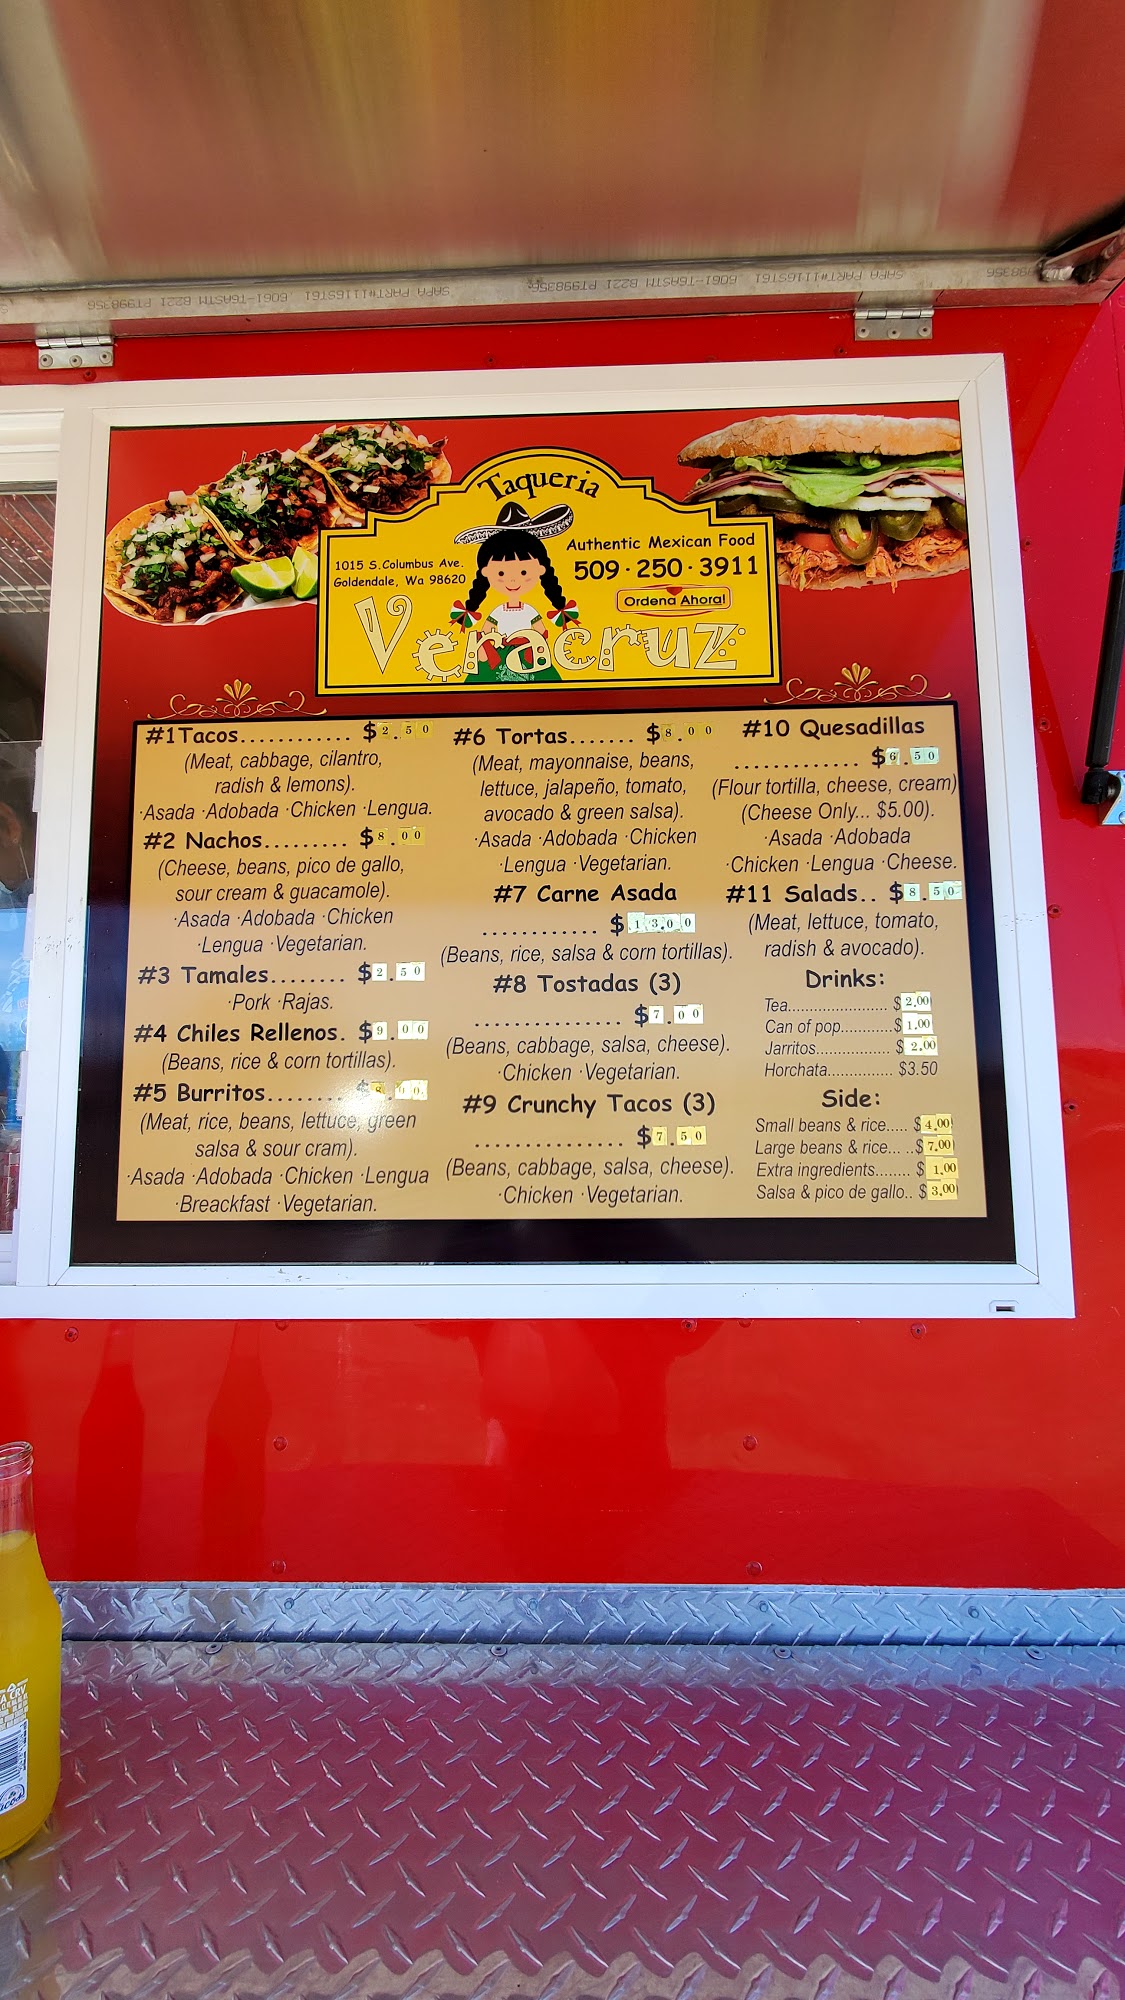 Taqueria
1015 S.Columbus Ave.
Goldendale, Wa 98620
Authentic Mexican Food
509·250·3911
Ordena Ahora!
Veracruz
#1Tacos............ $2.50
(Meat, cabbage, cilantro,
radish & lemons).
·Asada ·Adobada ·Chicken ·Lengua.
#2 Nachos......... $8.00
(Cheese, beans, pico de gallo,
sour cream & guacamole).
·Asada ·Adobada ·Chicken
·Lengua ·Vegetarian.
#3 Tamales........ $2.50
·Pork ·Rajas.
#4 Chiles Rellenos. $9.00
(Beans, rice & corn tortillas).
#5 Burritos........
(Meat, rice, beans, lettuce, green
salsa & sour cram).
·Asada ·Adobada ·Chicken ·Lengua
·Breackfast ·Vegetarian.
#6 Tortas....... $8.00
(Meat, mayonnaise, beans,
lettuce, jalapeño, tomato,
avocado & green salsa).
·Asada ·Adobada ·Chicken
·Lengua ·Vegetarian.
#7 Carne Asada
............ $13.00
(Beans, rice, salsa & corn tortillas).
#8 Tostadas (3)
............... $7.00
(Beans, cabbage, salsa, cheese).
·Chicken ·Vegetarian.
#9 Crunchy Tacos (3)
............... $7.50
(Beans, cabbage, salsa, cheese).
·Chicken ·Vegetarian.
#10 Quesadillas
............. $6.50
(Flour tortilla, cheese, cream)
(Cheese Only... $5.00).
·Asada ·Adobada
·Chicken ·Lengua ·Cheese.
#11 Salads.. $8.50
(Meat, lettuce, tomato,
radish & avocado).
Drinks:
Tea........................ $2.00
Can of pop............$1.00
Jarritos................. $2.00
Horchata............... $3.50
Side:
Small beans & rice..... $4.00
Large beans & rice... ..$7.00
Extra ingredients........ $1.00
Salsa & pico de gallo.. $3.00